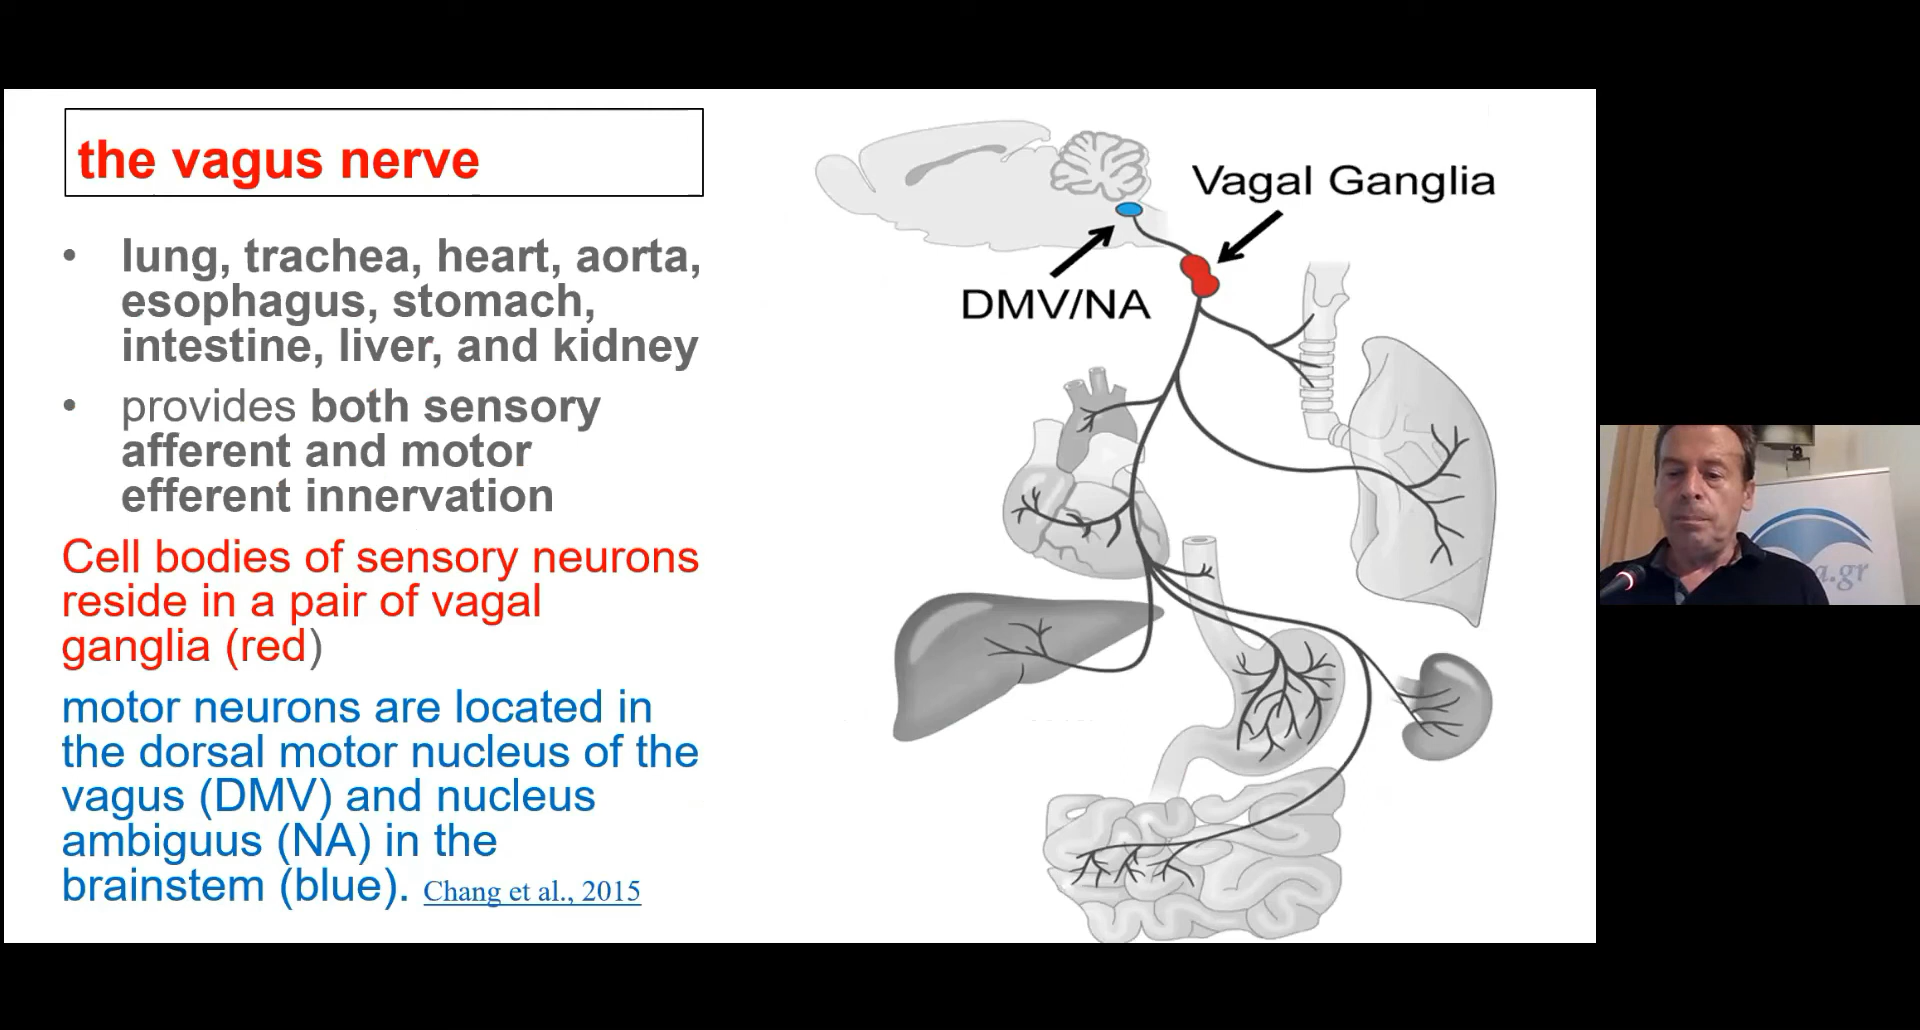 the vagus nerve
• lung, trachea, heart, aorta,
esophagus, stomach,
intestine, liver, and kidney
• provides both sensory
afferent and motor
efferent innervation
Cell bodies of sensory neurons
reside in a pair of vagal
ganglia (red)
motor neurons are located in
the dorsal motor nucleus of the
vagus (DMV) and nucleus
ambiguus (NA) in the
brainstem (blue). Chang et al., 2015
Vagal Ganglia
DMV/NA
a.gr